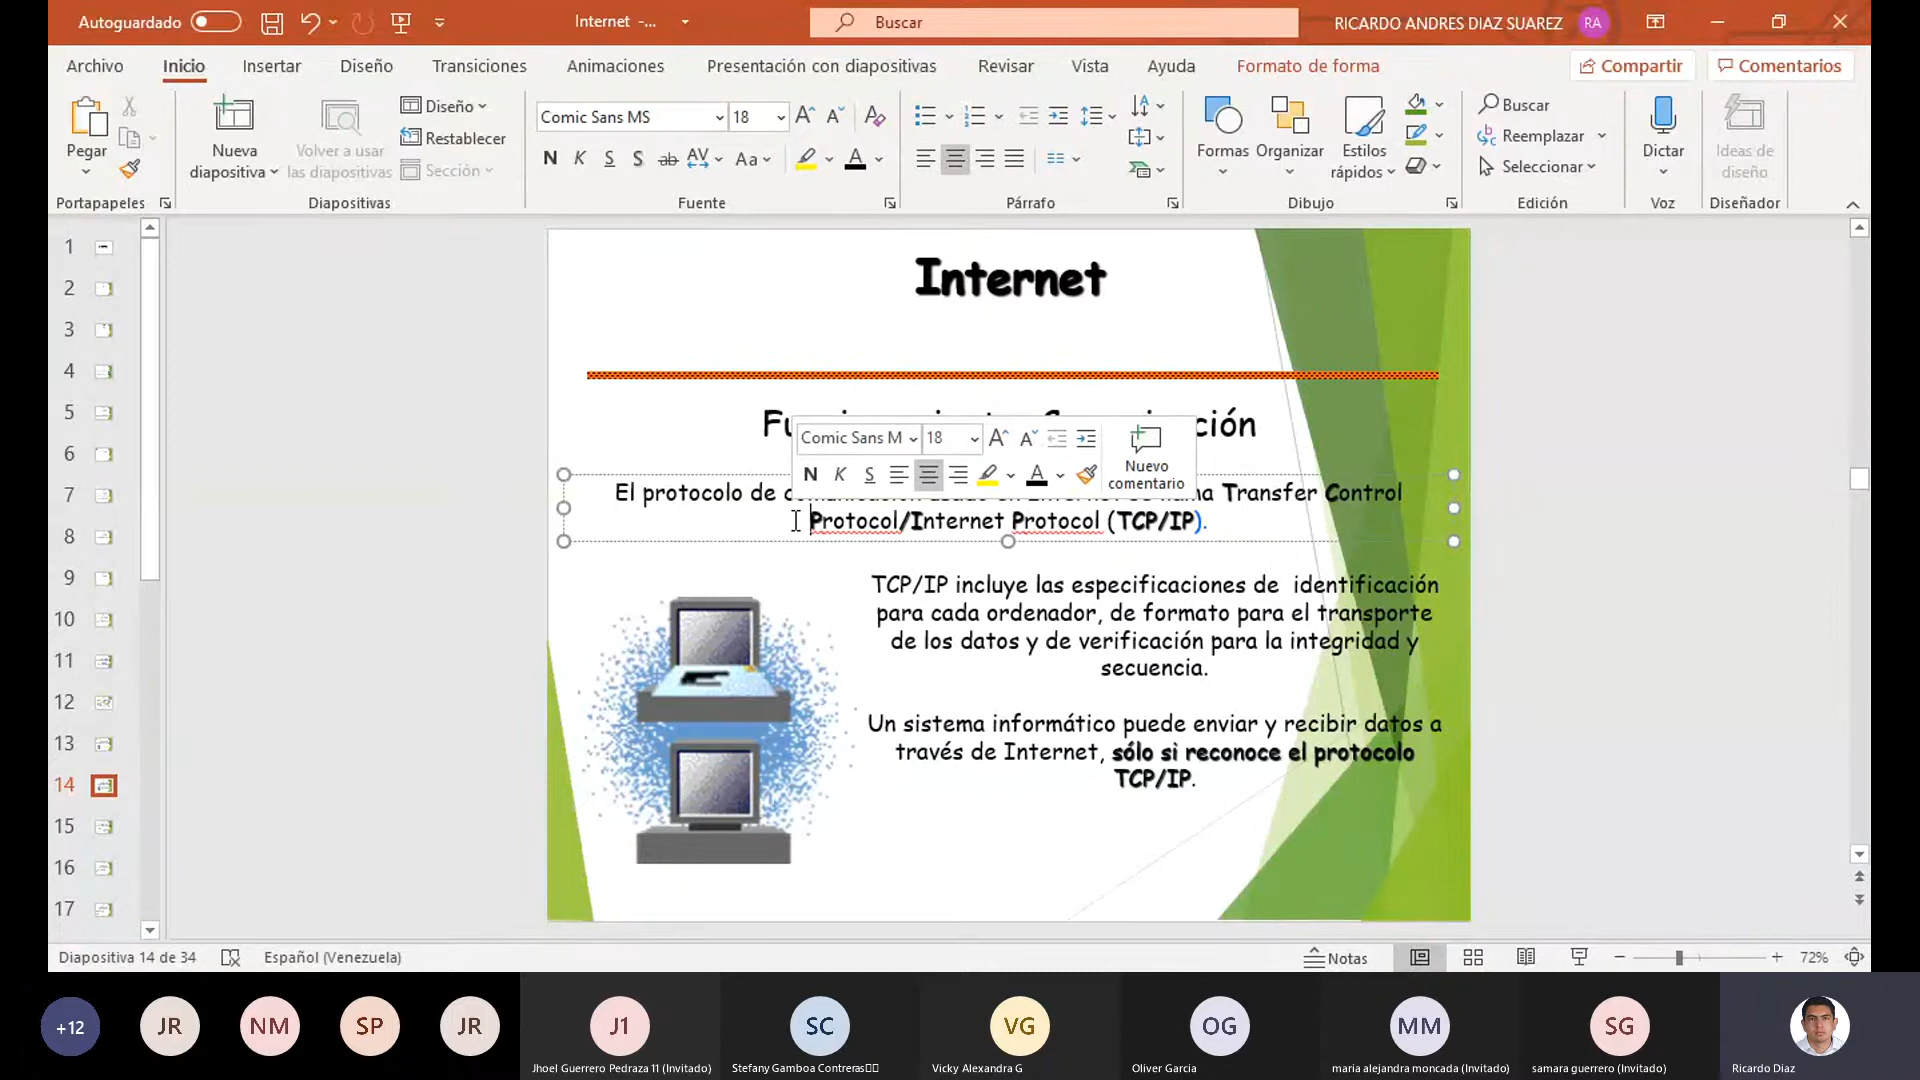 Autoguardado
Internet -...
Buscar
RICARDO ANDRES DIAZ SUAREZ
RA
Archivo
Inicio
Insertar
Diseño
Transiciones
Animaciones
Presentación con diapositivas
Revisar
Vista
Ayuda
Formato de forma
Compartir
Comentarios
Pegar
Portapapeles
Nueva
diapositiva
Volver a usar
las diapositivas
Diseño
Restablecer
Sección
Diapositivas
Comic Sans MS
18
N K S S ab AV Aa A
Fuente
Párrafo
Formas
Organizar
Estilos
rápidos
Dibujo
Buscar
Reemplazar
Seleccionar
Edición
Dictar
Voz
Ideas de
diseño
Diseñador
1
2
3
4
5
6
7
8
9
10
11
12
13
14
15
16
17
Internet
Comic Sans M
18
N K S A
Nuevo
comentario
El protocolo de Transfer Control
Protocol/Internet Protocol (TCP/IP).
TCP/IP incluye las especificaciones de identificación
para cada ordenador, de formato para el transporte
de los datos y de verificación para la integridad y
secuencia.
Un sistema informático puede enviar y recibir datos a
través de Internet, sólo si reconoce el protocolo
TCP/IP.
Diapositiva 14 de 34
Español (Venezuela)
Notas
72%
+12
JR
NM
SP
JR
J1
SC
VG
OG
MM
SG
Jhoel Guerrero Pedraza 11 (Invitado)
Stefany Gamboa Contreras
Vicky Alexandra G
Oliver Garcia
maria alejandra moncada (Invitado)
samara guerrero (Invitado)
Ricardo Diaz